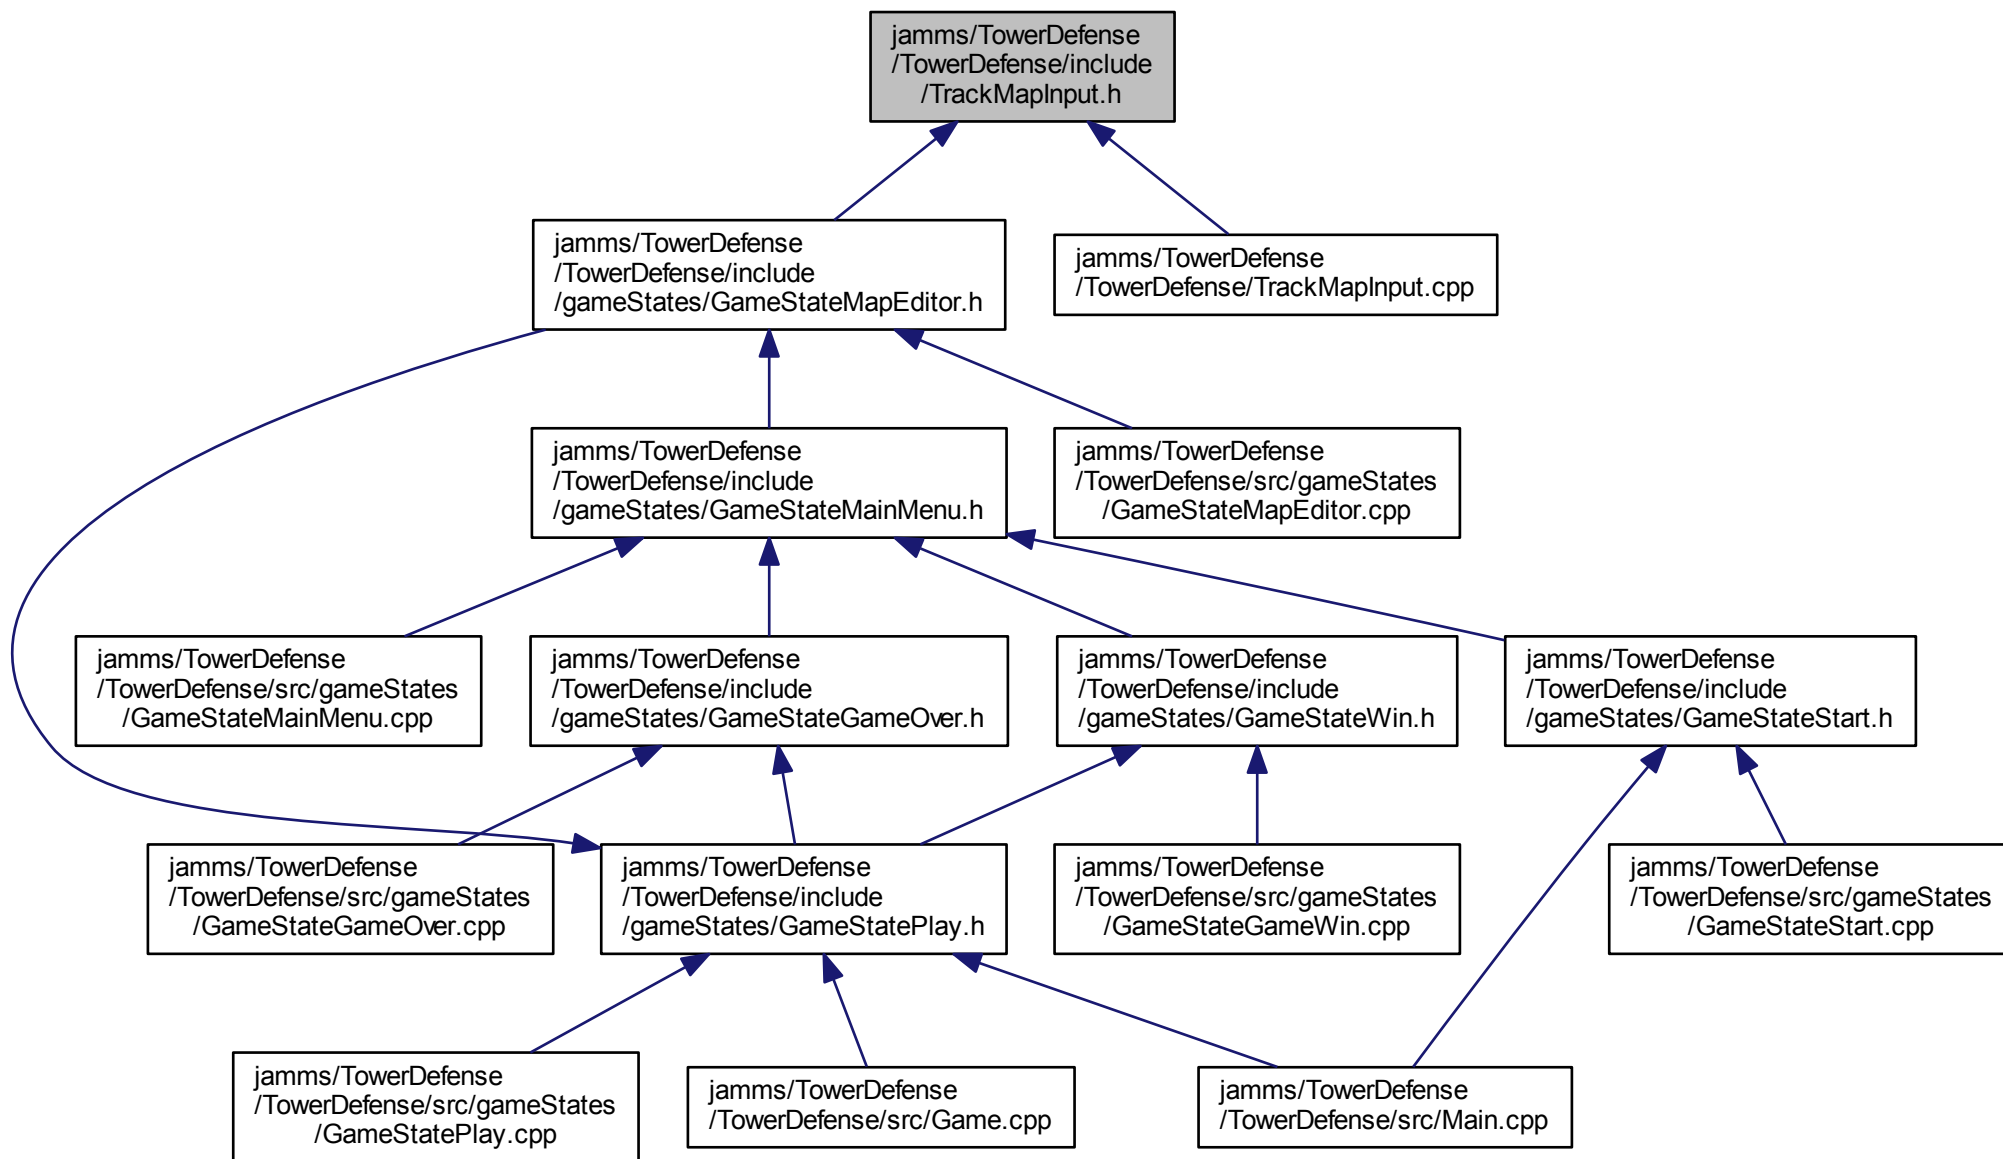 jamms/TowerDefense
/TowerDefense/include
/TrackMapInput.h
jamms/TowerDefense
/TowerDefense/include
/gameStates/GameStateMapEditor.h
jamms/TowerDefense
/TowerDefense/TrackMapInput.cpp
jamms/TowerDefense
/TowerDefense/include
/gameStates/GameStateMainMenu.h
jamms/TowerDefense
/TowerDefense/src/gameStates
/GameStateMapEditor.cpp
jamms/TowerDefense
/TowerDefense/src/gameStates
/GameStateMainMenu.cpp
jamms/TowerDefense
/TowerDefense/include
/gameStates/GameStateGameOver.h
jamms/TowerDefense
/TowerDefense/include
/gameStates/GameStateWin.h
jamms/TowerDefense
/TowerDefense/include
/gameStates/GameStateStart.h
jamms/TowerDefense
/TowerDefense/src/gameStates
/GameStateGameOver.cpp
jamms/TowerDefense
/TowerDefense/include
/gameStates/GameStatePlay.h
jamms/TowerDefense
/TowerDefense/src/gameStates
/GameStateGameWin.cpp
jamms/TowerDefense
/TowerDefense/src/gameStates
/GameStateStart.cpp
jamms/TowerDefense
/TowerDefense/src/gameStates
/GameStatePlay.cpp
jamms/TowerDefense
/TowerDefense/src/Game.cpp
jamms/TowerDefense
/TowerDefense/src/Main.cpp